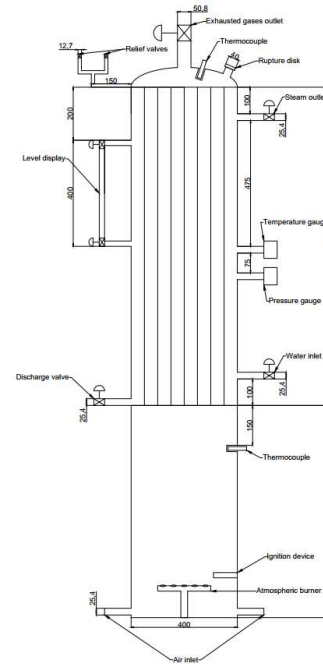 50,8
Exhausted gases outlet
12,7
Relief valves
Thermocouple
Rupture disk
150
100
Steam outle
25,4
200
Level display
400
475
Temperature gaug
75
Pressure gauge
Discharge valve
Water inlet
25,4
100
25,4
150
Thermocouple
Ignition device
Atmospheric burner
25,4
400
Air inlet